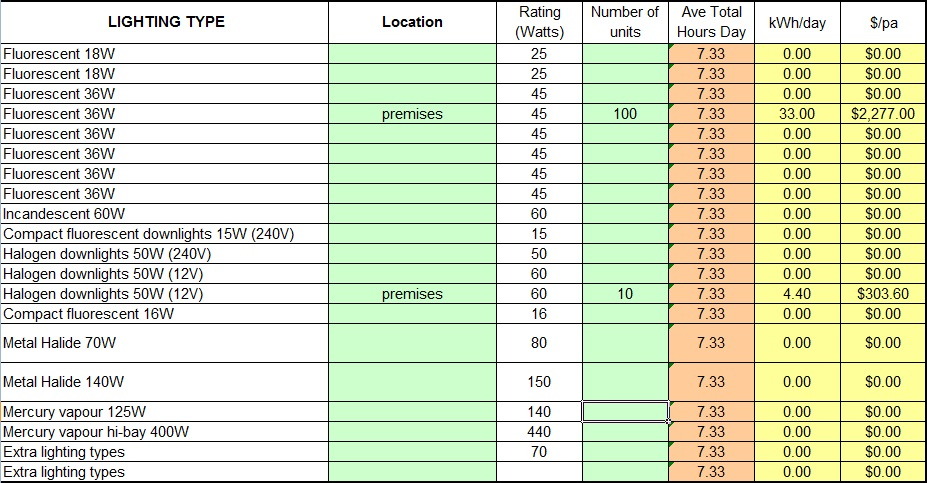 LIGHTING TYPE Location Rating (Watts) Number of units Ave Total Hours Day kWh/day $/pa
Fluorescent 18W 25 7.33 0.00 $0.00
Fluorescent 18W 25 7.33 0.00 $0.00
Fluorescent 36W 45 7.33 0.00 $0.00
Fluorescent 36W premises 45 100 7.33 33.00 $2,277.00
Fluorescent 36W 45 7.33 0.00 $0.00
Fluorescent 36W 45 7.33 0.00 $0.00
Fluorescent 36W 45 7.33 0.00 $0.00
Fluorescent 36W 45 7.33 0.00 $0.00
Incandescent 60W 60 7.33 0.00 $0.00
Compact fluorescent downlights 15W (240V) 15 7.33 0.00 $0.00
Halogen downlights 50W (240V) 50 7.33 0.00 $0.00
Halogen downlights 50W (12V) 60 7.33 0.00 $0.00
Halogen downlights 50W (12V) premises 60 10 7.33 4.40 $303.60
Compact fluorescent 16W 16 7.33 0.00 $0.00
Metal Halide 70W 80 7.33 0.00 $0.00
Metal Halide 140W 150 7.33 0.00 $0.00
Mercury vapour 125W 140 7.33 0.00 $0.00
Mercury vapour hi-bay 400W 440 7.33 0.00 $0.00
Extra lighting types 70 7.33 0.00 $0.00
Extra lighting types 7.33 0.00 $0.00